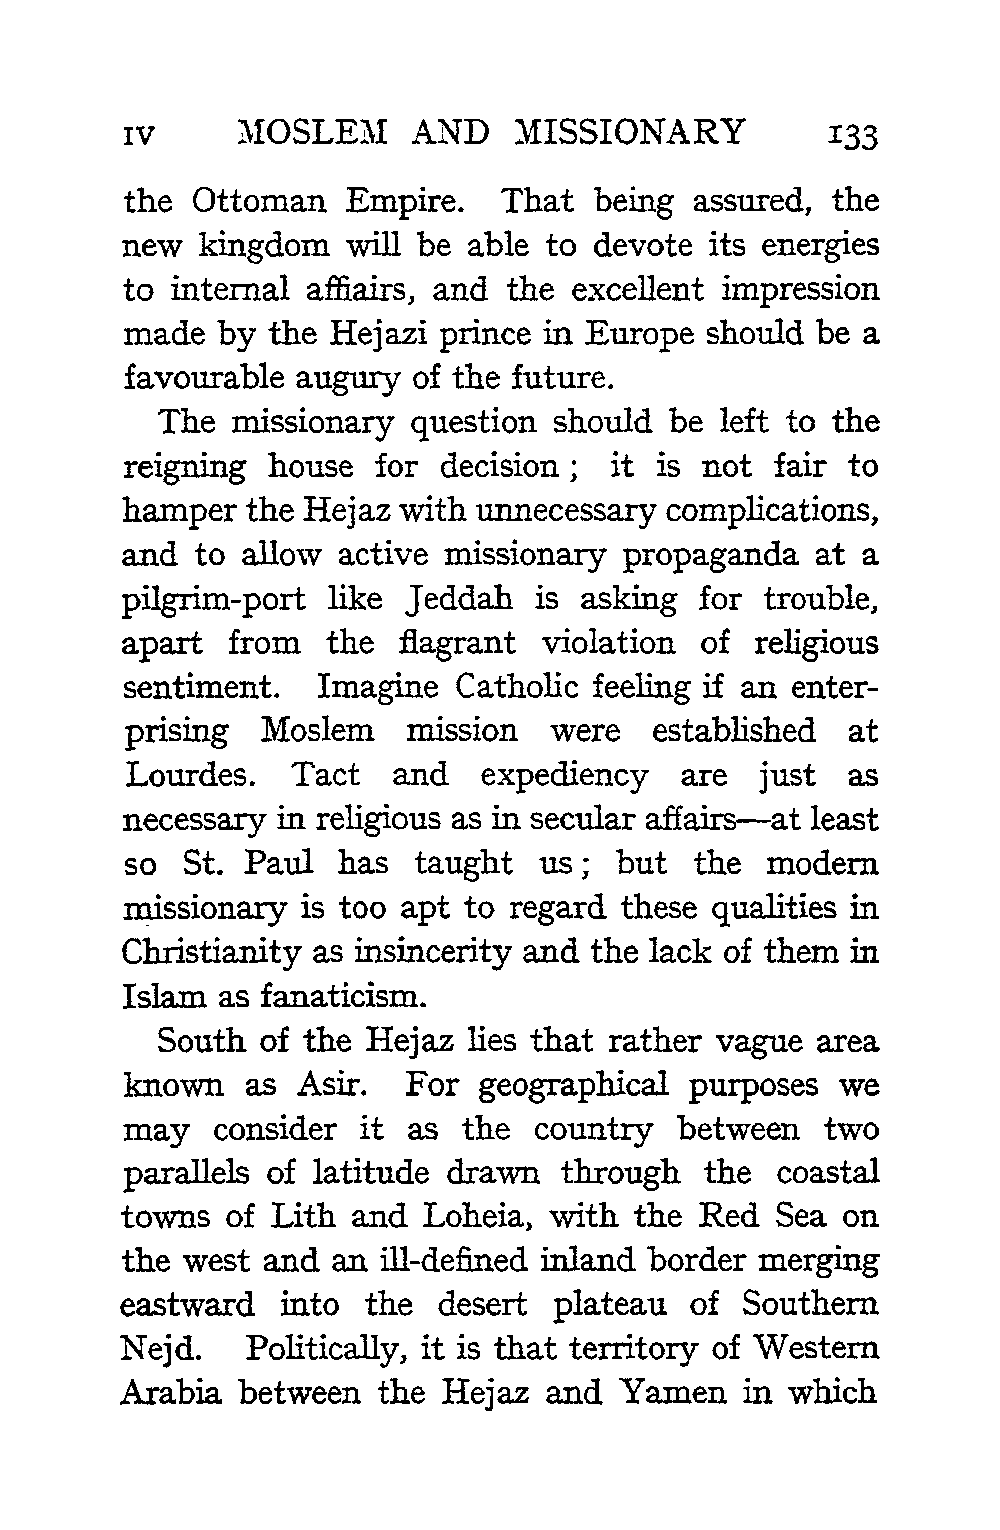 IV MOSLEM AND MISSIONARY 133
the Ottoman Empire. That being assured, the
new kingdom will be able to devote its energies
to internal affiairs, and the excellent impression
made by the Hejazi prince in Europe should be a
favourable augury of the future.
The missionary question should be left to the
reigning house for decision ; it is not fair to
hamper the Hejaz with unnecessary complications,
and to allow active missionary propaganda at a
pilgrim-port like Jeddah is asking for trouble,
apart from the flagrant violation of religious
sentiment. Imagine Catholic feeling if an enter-
prising Moslem mission were established at
Lourdes. Tact and expediency are just as
necessary in religious as in secular affairs—at least
so St. Paul has taught us ; but the modern
missionary is too apt to regard these qualities in
Christianity as insincerity and the lack of them in
Islam as fanaticism.
South of the Hejaz lies that rather vague area
known as Asir. For geographical purposes we
may consider it as the country between two
parallels of latitude drawn through the coastal
towns of Lith and Loheia, with the Red Sea on
the west and an ill-defined inland border merging
eastward into the desert plateau of Southern
Nejd. Politically, it is that territory of Western
Arabia between the Hejaz and Yamen in which